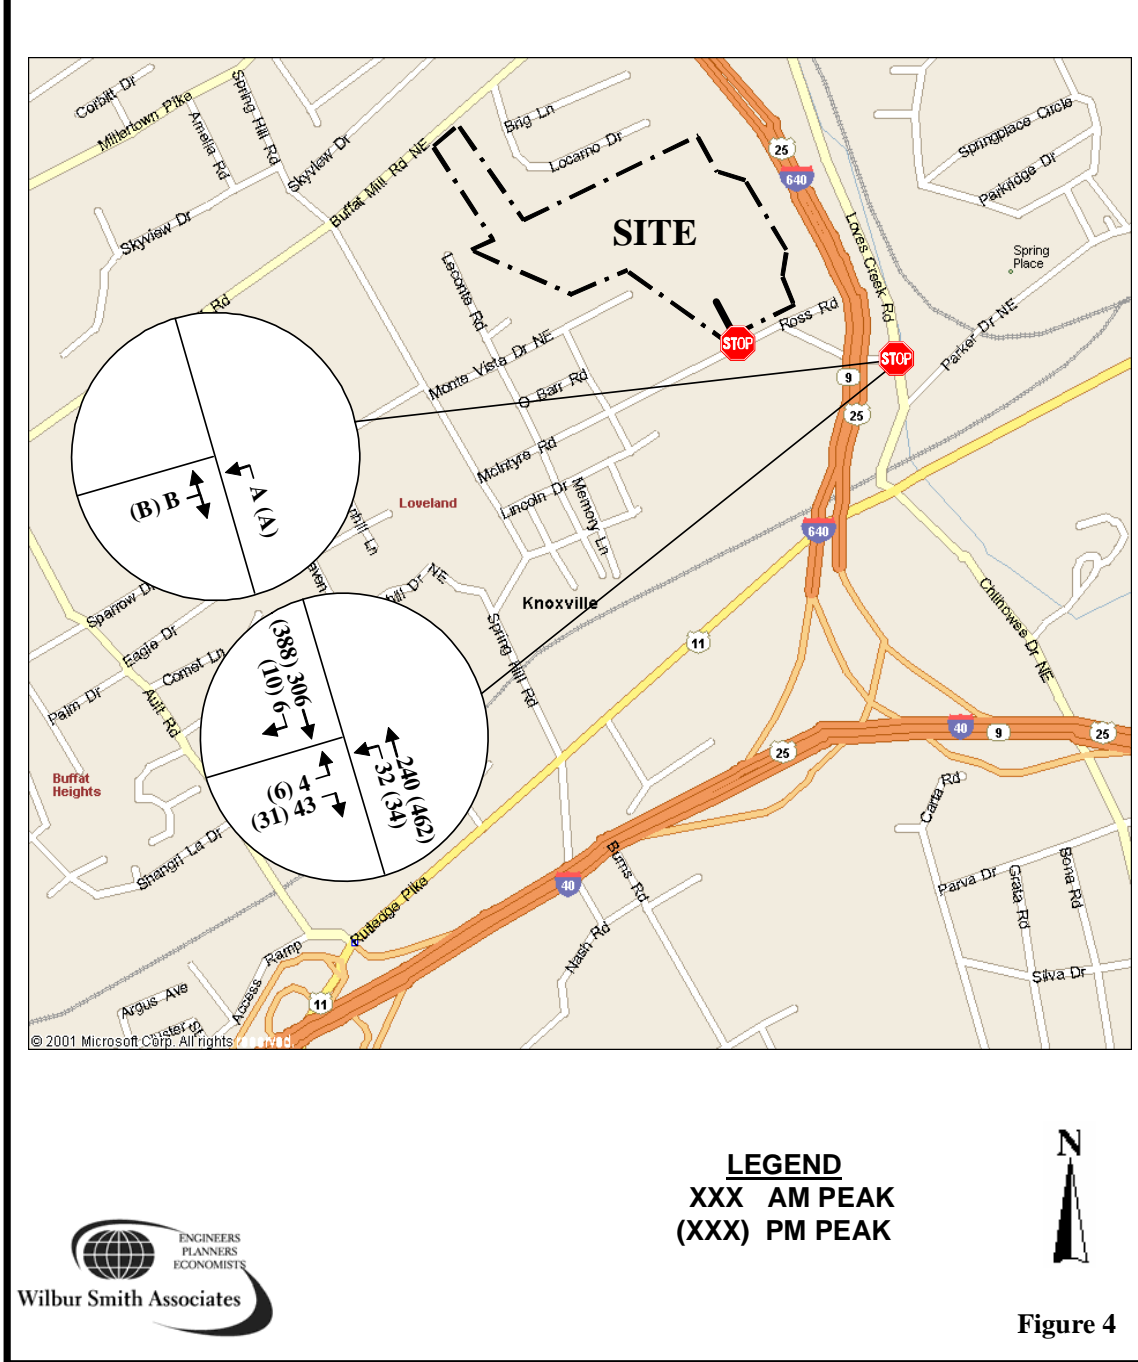 Corbitt Dr
Millertown Pike
Spring Hill Rd
Amelia Rd
Skyview Dr
Skyview Dr
Buffat Mill Rd NE
Brig Ln
Locarno Dr
25
640
Springplace Circle
Parkridge Dr
Spring
Place
Loves Creek Rd
SITE
Leconte Rd
Rd
Ross Rd
STOP
STOP
Parker Dr NE
Monte Vista Dr NE
Barr Rd
9
25
McIntyre Rd
Lincoln Dr
Memory Ln
Loveland
(B) B
A (A)
640
Knoxville
Sparrow Dr
Eagle Dr
Comet Ln
Palm Dr
Ault Rd
NE
Spring Hill Rd
11
Chilhowee Dr NE
(388) 306
(10) 6
240 (462)
32 (34)
(6) 4
(31) 43
Buffat
Heights
Shangri La Dr
25
40
9
25
Carta Rd
Burns Rd
40
Parva Dr
Grata Rd
Bona Rd
Silva Dr
Nash Rd
Rutledge Pike
Access Ramp
11
Argus Ave
© 2001 Microsoft Corp. All rights reserved.
LEGEND
XXX AM PEAK
(XXX) PM PEAK
N
ENGINEERS
PLANNERS
ECONOMISTS
Wilbur Smith Associates
Figure 4